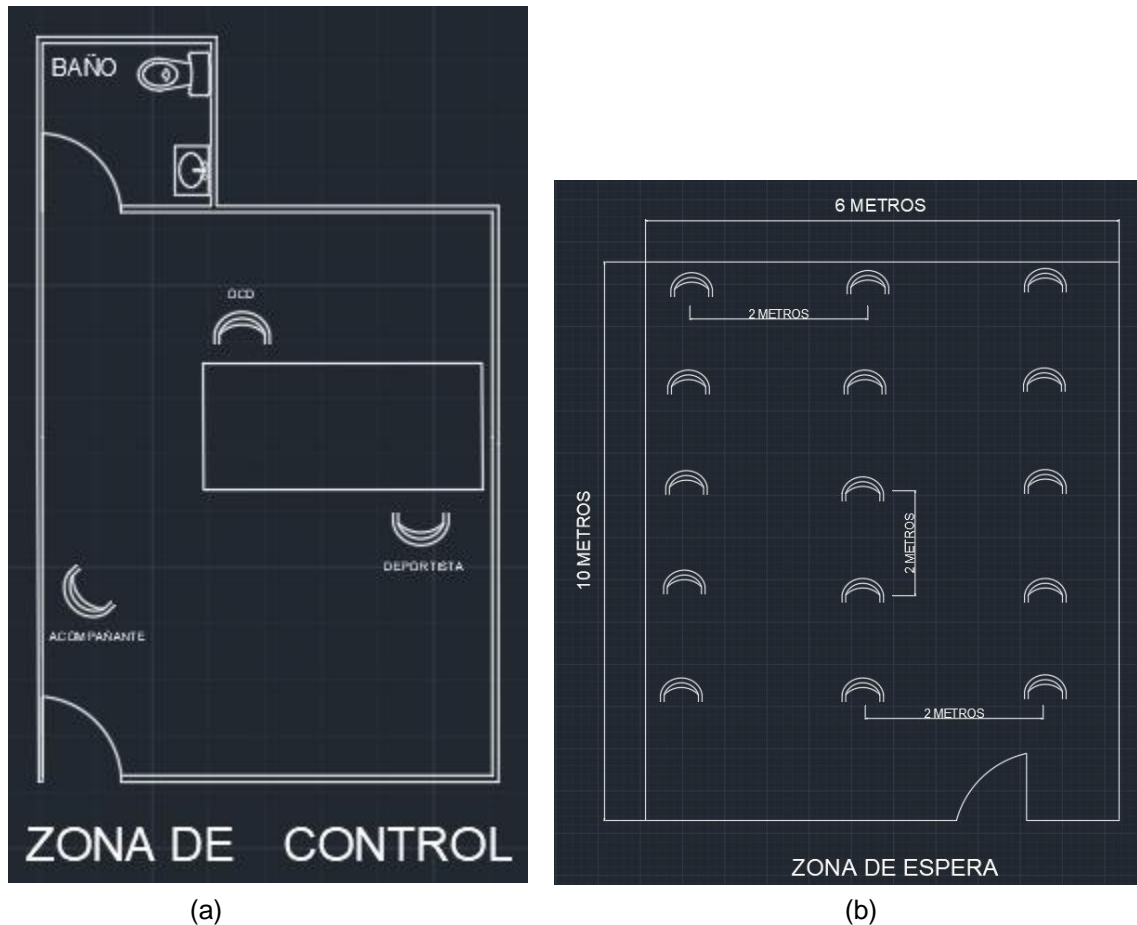 BAÑO
OCD
DEPORTISTA
ACOMPAÑANTE
ZONA DE CONTROL
(a)
6 METROS
2 METROS
10 METROS
2 METROS
2 METROS
ZONA DE ESPERA
(b)